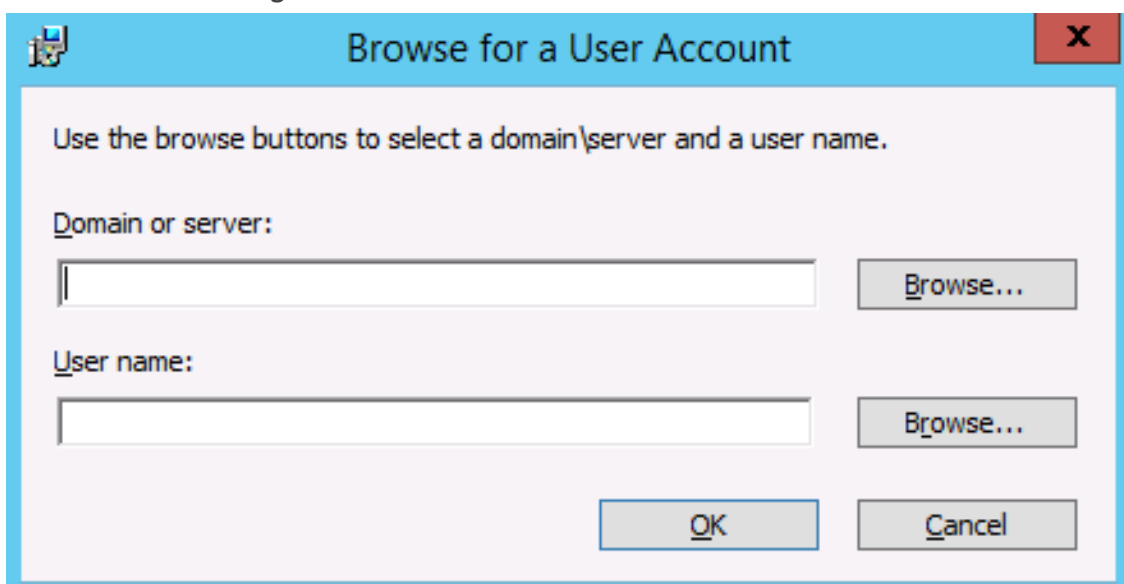 Browse for a User Account
x
Use the browse buttons to select a domain\server and a user name.
Domain or server:
Browse...
User name:
Browse...
OK
Cancel